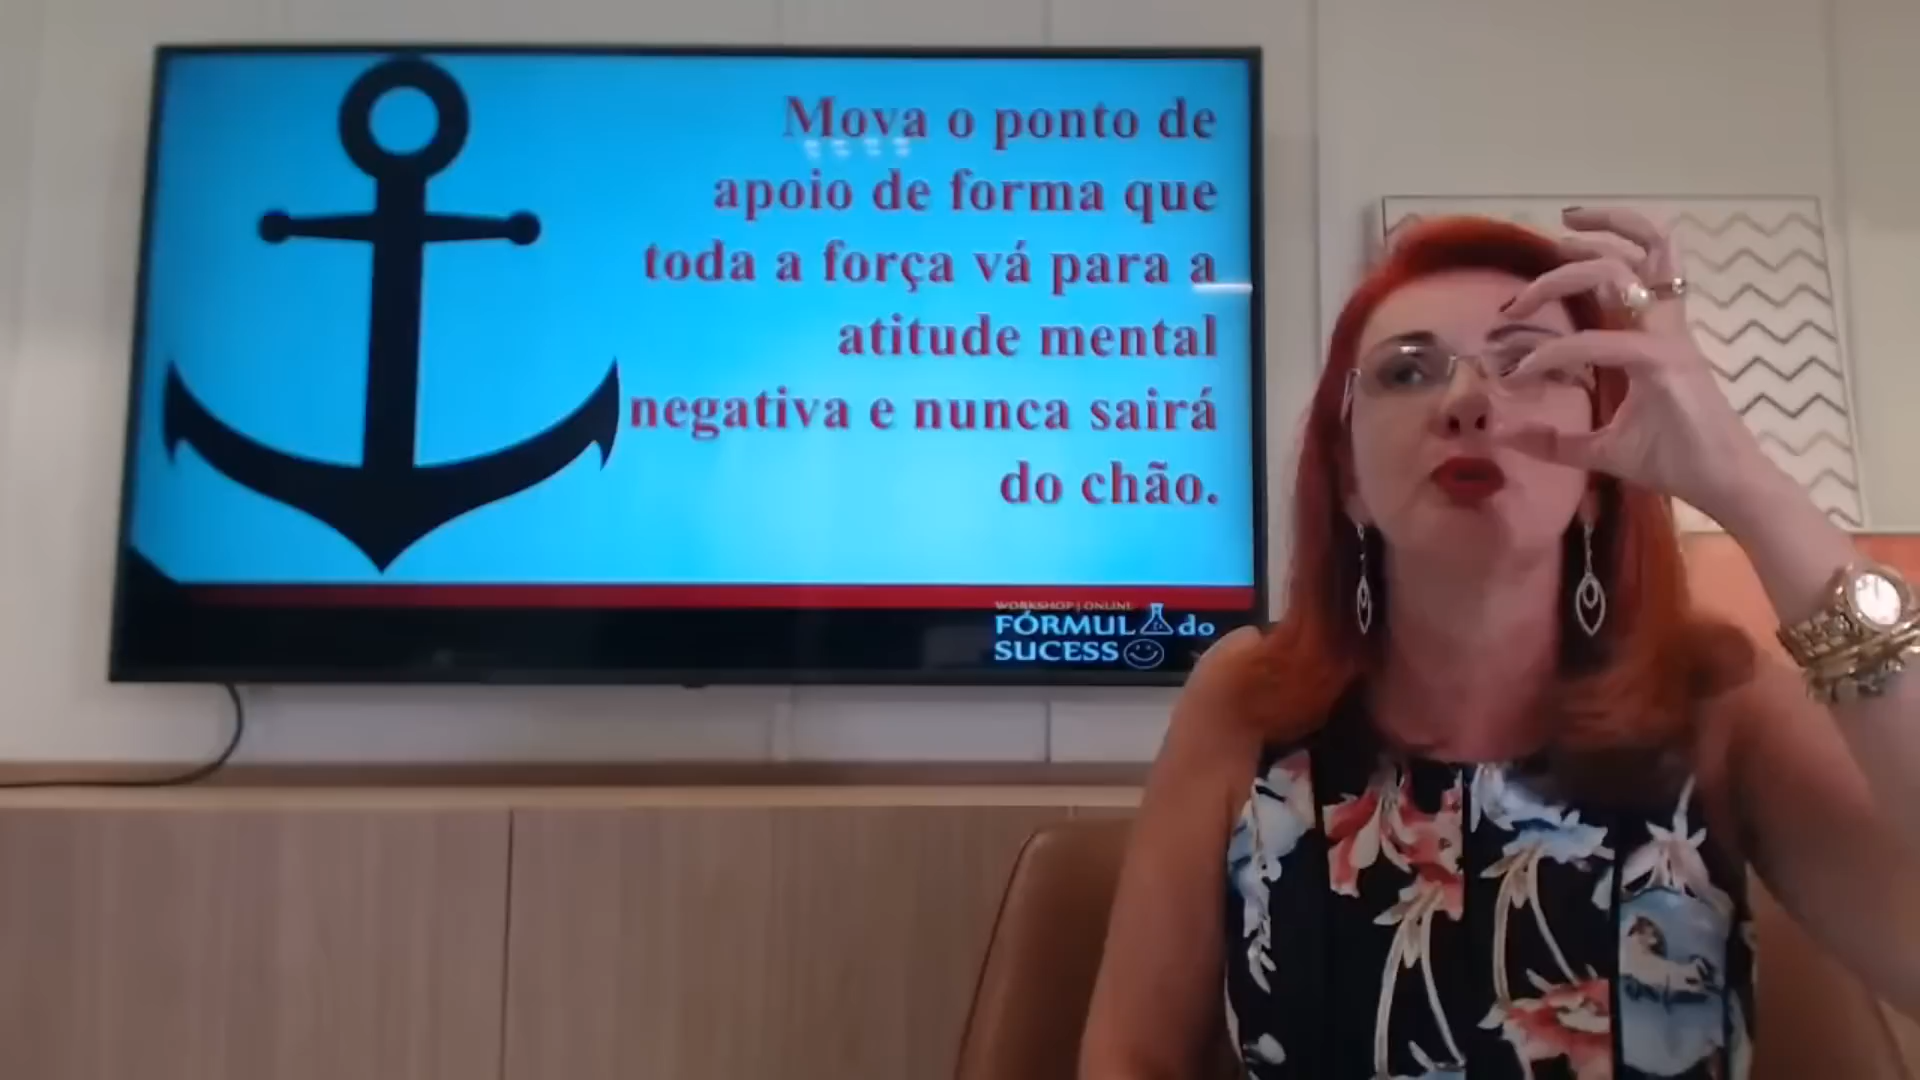 Mova o ponto de
apoio de forma que
toda a força vá para a
atitude mental
negativa e nunca sairá
do chão.
WORKSHOP | ONLINE
FÓRMUL do
SUCESS